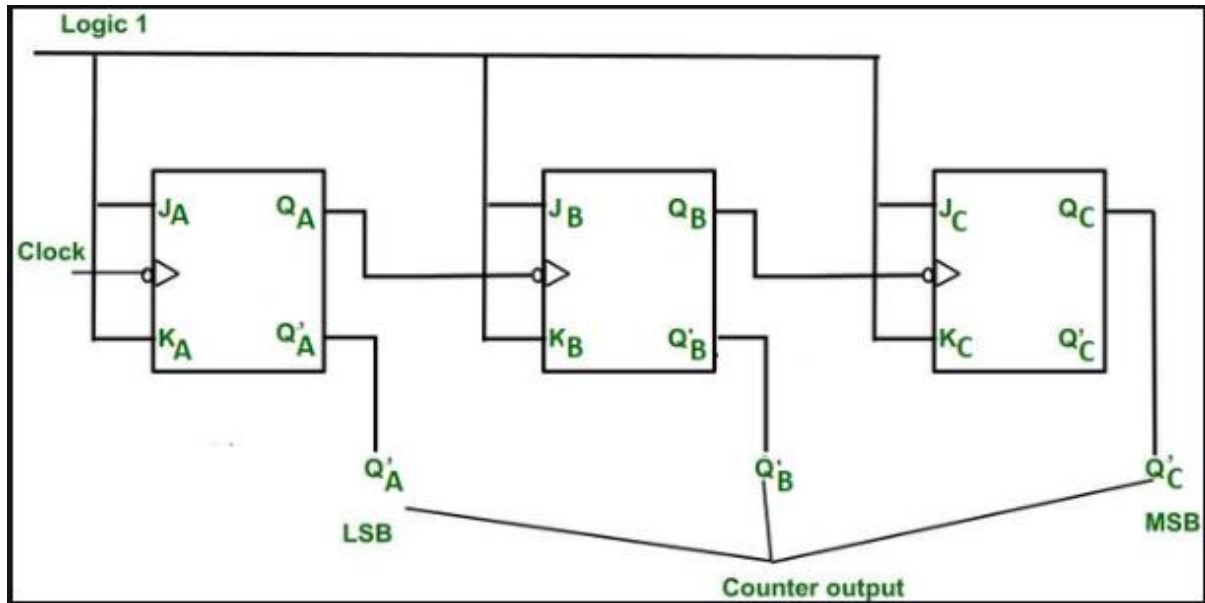 Logic 1
JA QA
JB QB
JC QC
Clock
KA Q'A
KB Q'B
KC Q'C
Q'A
Q'B
Q'C
LSB
MSB
Counter output